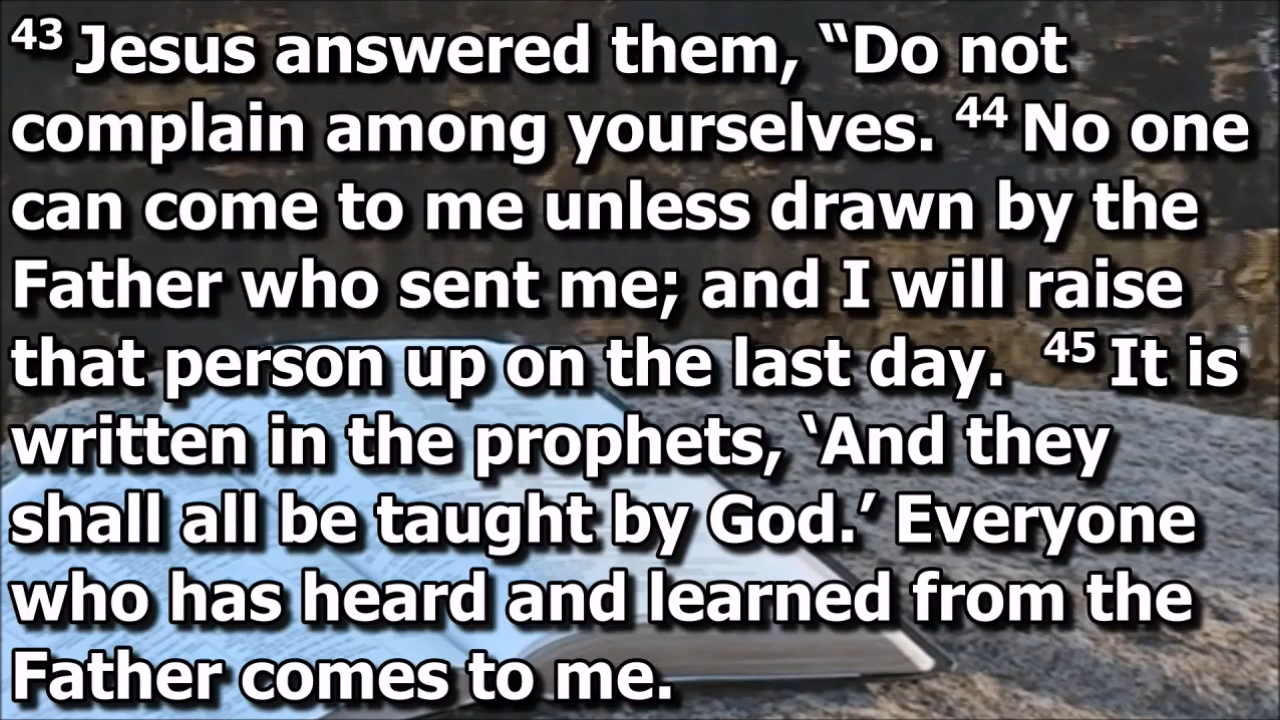 43 Jesus answered them, “Do not
complain among yourselves. 44 No one
can come to me unless drawn by the
Father who sent me; and I will raise
that person up on the last day. 45 It is
written in the prophets, ‘And they
shall all be taught by God.’ Everyone
who has heard and learned from the
Father comes to me.